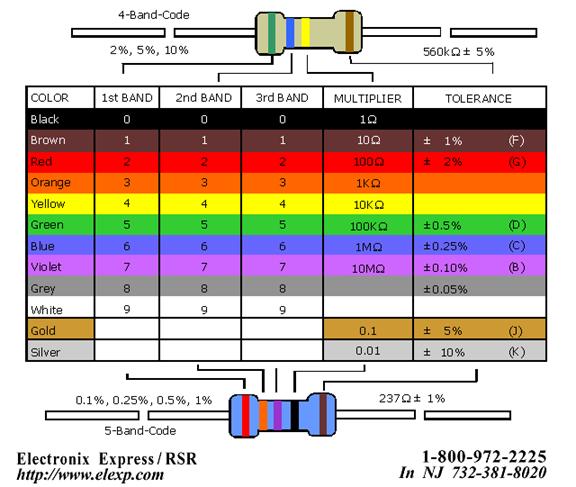 4-Band-Code
2%, 5%, 10%
560kΩ ± 5%
COLOR 1st BAND 2nd BAND 3rd BAND MULTIPLIER TOLERANCE
Black 0 0 0 1Ω
Brown 1 1 1 10Ω ± 1% (F)
Red 2 2 2 100Ω ± 2% (G)
Orange 3 3 3 1KΩ
Yellow 4 4 4 10KΩ
Green 5 5 5 100KΩ ±0.5% (D)
Blue 6 6 6 1MΩ ±0.25% (C)
Violet 7 7 7 10MΩ ±0.10% (B)
Grey 8 8 8 ±0.05%
White 9 9 9
Gold 0.1 ± 5% (J)
Silver 0.01 ± 10% (K)
0.1%, 0.25%, 0.5%, 1%
237Ω ± 1%
5-Band-Code
Electronix Express/RSR
http://www.elexp.com
1-800-972-2225
In NJ 732-381-8020